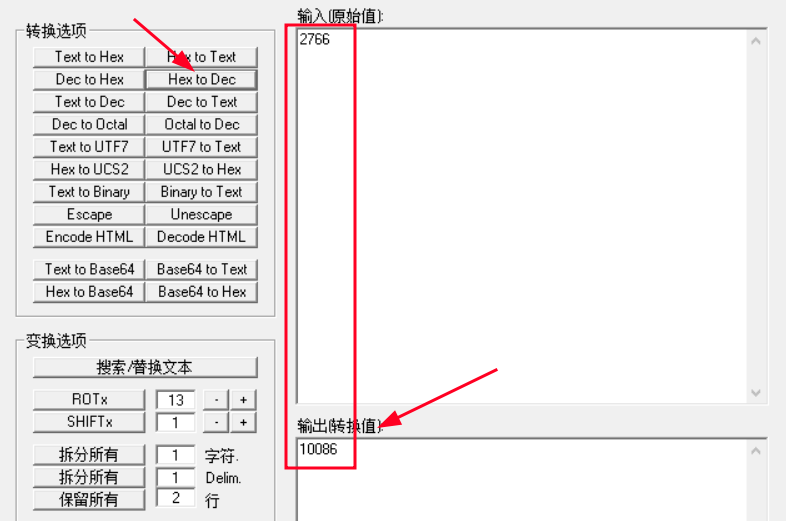 转换选项
Text to Hex Hex to Text
Dec to Hex Hex to Dec
Text to Dec Dec to Text
Dec to Octal Octal to Dec
Text to UTF7 UTF7 to Text
Hex to UCS2 UCS2 to Hex
Text to Binary Binary to Text
Escape Unescape
Encode HTML Decode HTML
Text to Base64 Base64 to Text
Hex to Base64 Base64 to Hex
变换选项
搜索/替换文本
ROTx 13 - +
SHIFTx 1 - +
拆分所有 1 字符.
拆分所有 1 Delim.
保留所有 2 行
输入(原始值):
2766
输出(转换值):
10086